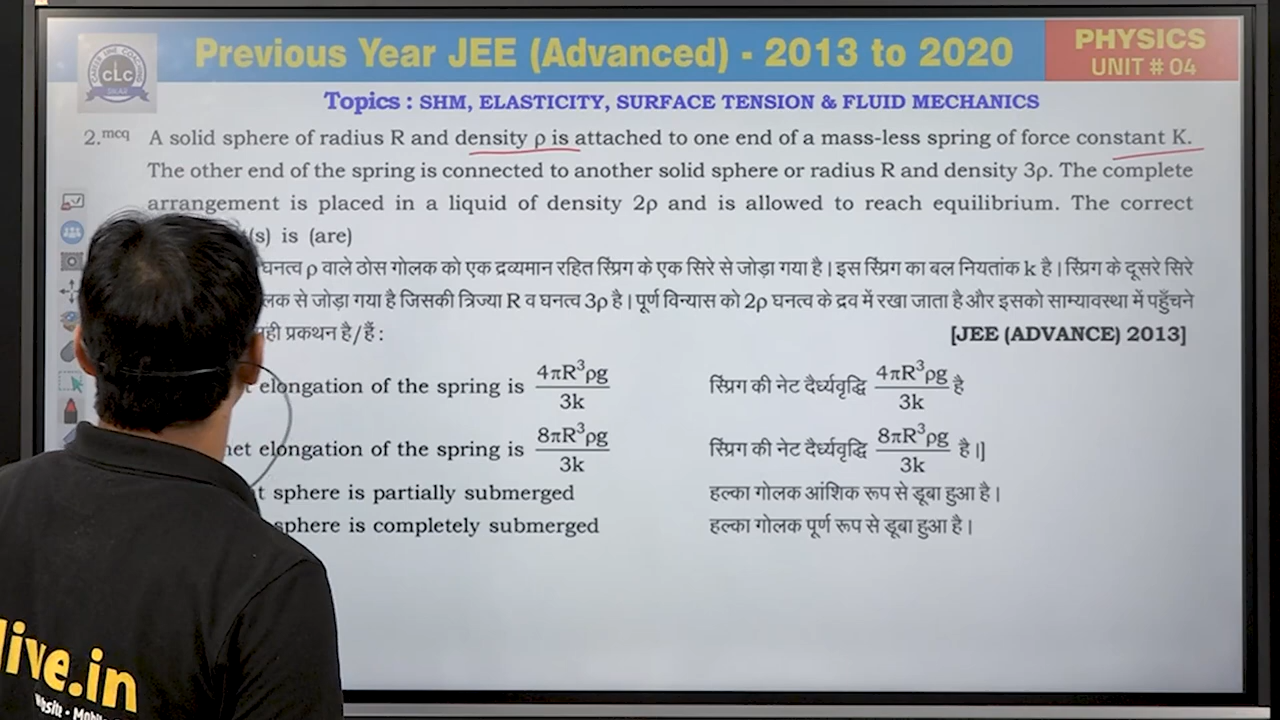 Previous Year JEE (Advanced) - 2013 to 2020
PHYSICS
UNIT # 04
CLC
SIKAR
Topics : SHM, ELASTICITY, SURFACE TENSION & FLUID MECHANICS
2.mcq A solid sphere of radius R and density ρ is attached to one end of a mass-less spring of force constant K.
The other end of the spring is connected to another solid sphere or radius R and density 3ρ. The complete
arrangement is placed in a liquid of density 2ρ and is allowed to reach equilibrium. The correct
(s) is (are)
घनत्व ρ वाले ठोस गोलक को एक द्रव्यमान रहित स्प्रिग के एक सिरे से जोड़ा गया है। इस स्प्रिग का बल नियतांक k है। स्प्रिग के दूसरे सिरे
लक से जोड़ा गया है जिसकी त्रिज्या R व घनत्व 3ρ है। पूर्ण विन्यास को 2ρ घनत्व के द्रव में रखा जाता है और इसको साम्यावस्था में पहुँचने
ही प्रकथन है/हैं :
[JEE (ADVANCE) 2013]
elongation of the spring is 4πR³ρg/3k
स्प्रिग की नेट दैर्ध्यवृद्धि 4πR³ρg/3k है
net elongation of the spring is 8πR³ρg/3k
स्प्रिग की नेट दैर्ध्यवृद्धि 8πR³ρg/3k है।]
t sphere is partially submerged
हल्का गोलक आंशिक रूप से डूबा हुआ है।
sphere is completely submerged
हल्का गोलक पूर्ण रूप से डूबा हुआ है।
live.in